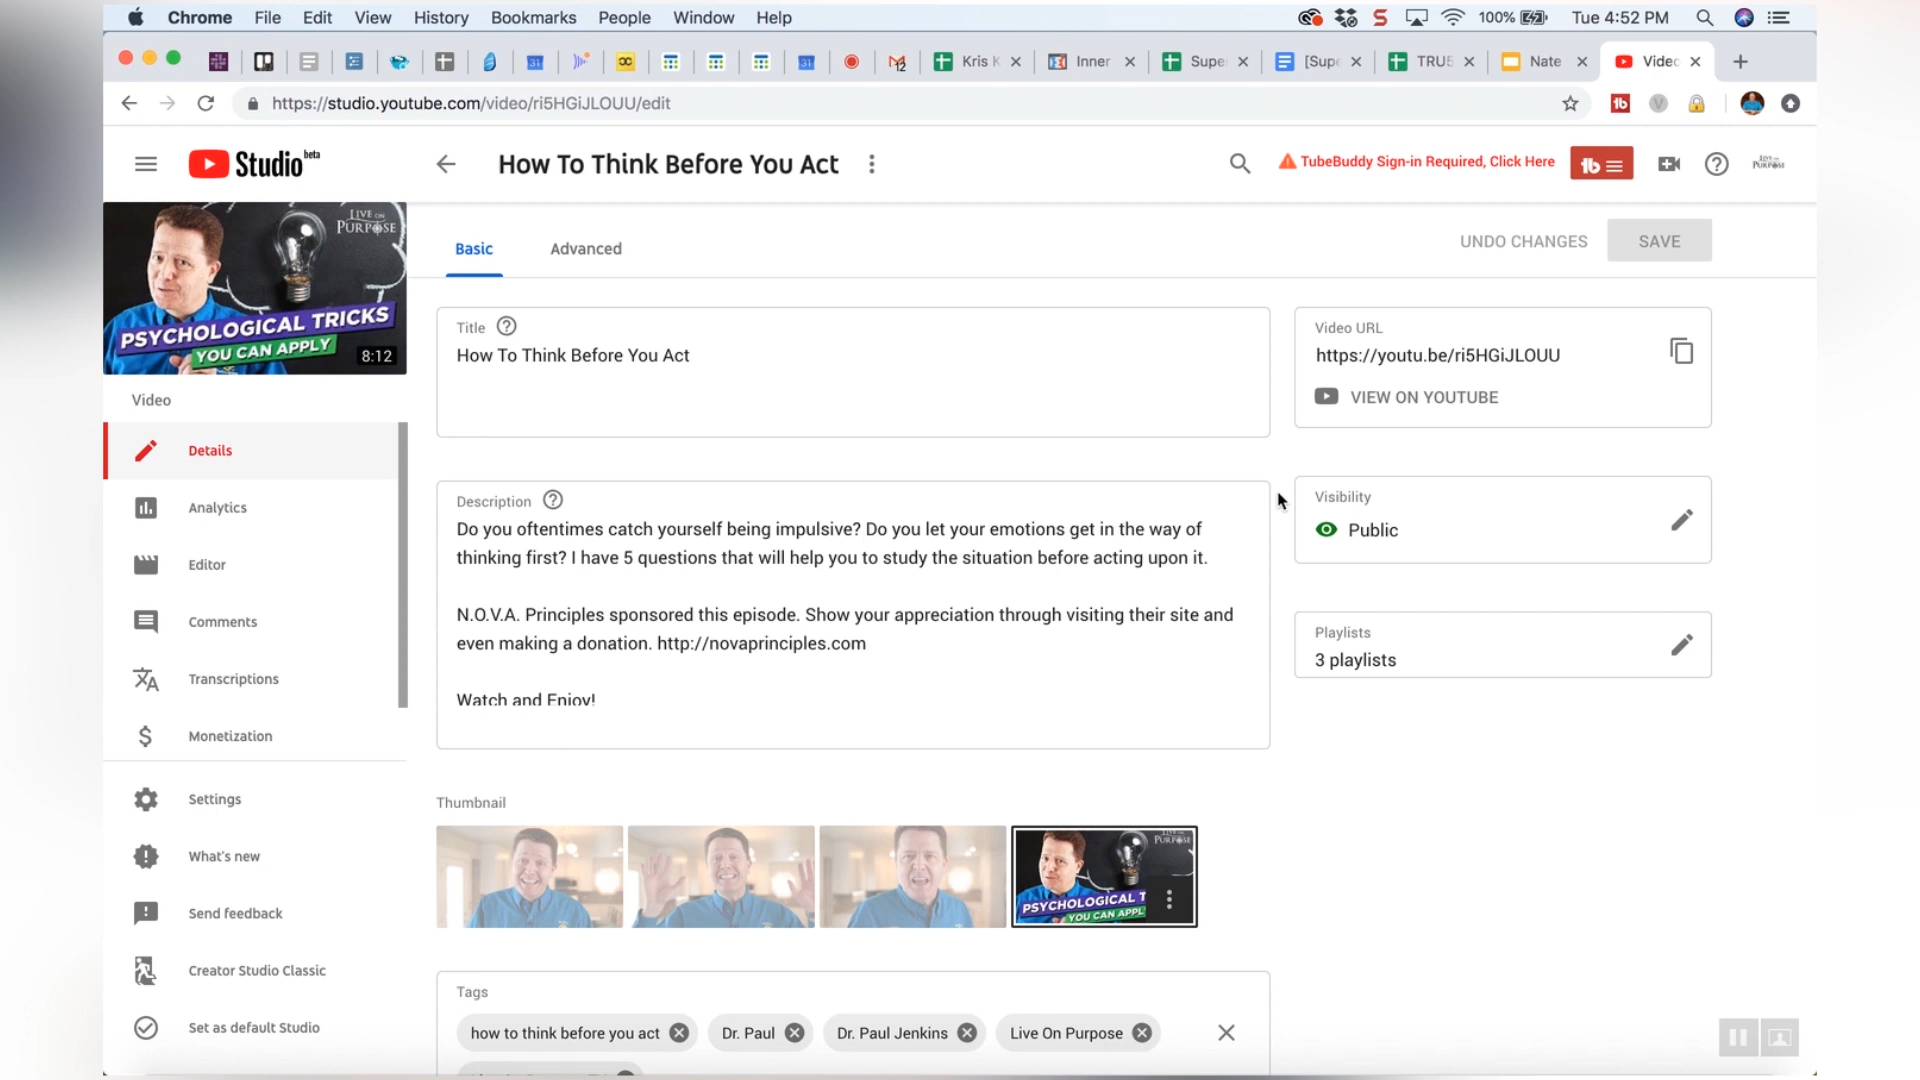 Chrome File Edit View History Bookmarks People Window Help
100% Tue 4:52 PM
Kris K Inner Supe [Supe TRU5 Nate Video
https://studio.youtube.com/video/ri5HGiJLOUU/edit
Studio beta
How To Think Before You Act
TubeBuddy Sign-in Required, Click Here
LIVE ON PURPOSE
LIVE ON
PURPOSE
PSYCHOLOGICAL TRICKS
YOU CAN APPLY
8:12
Basic Advanced
UNDO CHANGES SAVE
Video
Details
Analytics
Editor
Comments
Transcriptions
Monetization
Settings
What's new
Send feedback
Creator Studio Classic
Set as default Studio
Title
How To Think Before You Act
Description
Do you oftentimes catch yourself being impulsive? Do you let your emotions get in the way of
thinking first? I have 5 questions that will help you to study the situation before acting upon it.
N.O.V.A. Principles sponsored this episode. Show your appreciation through visiting their site and
even making a donation. http://novaprinciples.com
Watch and Enjoy!
Video URL
https://youtu.be/ri5HGiJLOUU
VIEW ON YOUTUBE
Visibility
Public
Playlists
3 playlists
Thumbnail
LIVE ON
PURPOSE
PSYCHOLOGICAL T
YOU CAN APPL
Tags
how to think before you act Dr. Paul Dr. Paul Jenkins Live On Purpose